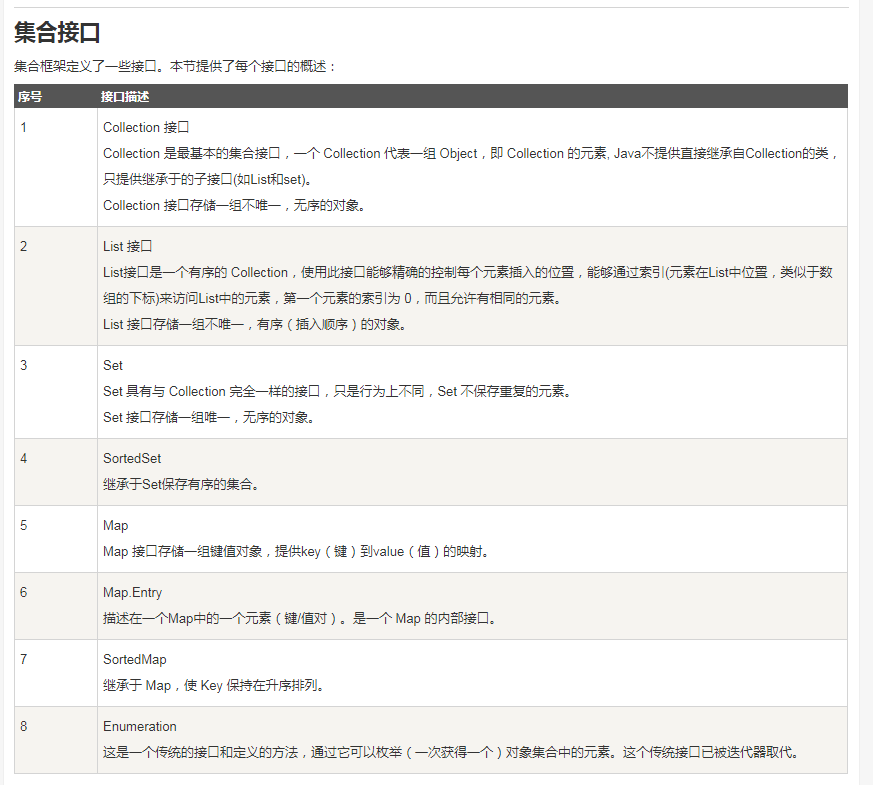 集合接口
集合框架定义了一些接口。本节提供了每个接口的概述：
序号 接口描述
1 Collection 接口
Collection 是最基本的集合接口，一个 Collection 代表一组 Object，即 Collection 的元素, Java不提供直接继承自Collection的类，
只提供继承于的子接口(如List和set)。
Collection 接口存储一组不唯一，无序的对象。
2 List 接口
List接口是一个有序的 Collection，使用此接口能够精确的控制每个元素插入的位置，能够通过索引(元素在List中位置，类似于数
组的下标)来访问List中的元素，第一个元素的索引为 0，而且允许有相同的元素。
List 接口存储一组不唯一，有序（插入顺序）的对象。
3 Set
Set 具有与 Collection 完全一样的接口，只是行为上不同，Set 不保存重复的元素。
Set 接口存储一组唯一，无序的对象。
4 SortedSet
继承于Set保存有序的集合。
5 Map
Map 接口存储一组键值对象，提供key（键）到value（值）的映射。
6 Map.Entry
描述在一个Map中的一个元素（键/值对）。是一个 Map 的内部接口。
7 SortedMap
继承于 Map，使 Key 保持在升序排列。
8 Enumeration
这是一个传统的接口和定义的方法，通过它可以枚举（一次获得一个）对象集合中的元素。这个传统接口已被迭代器取代。